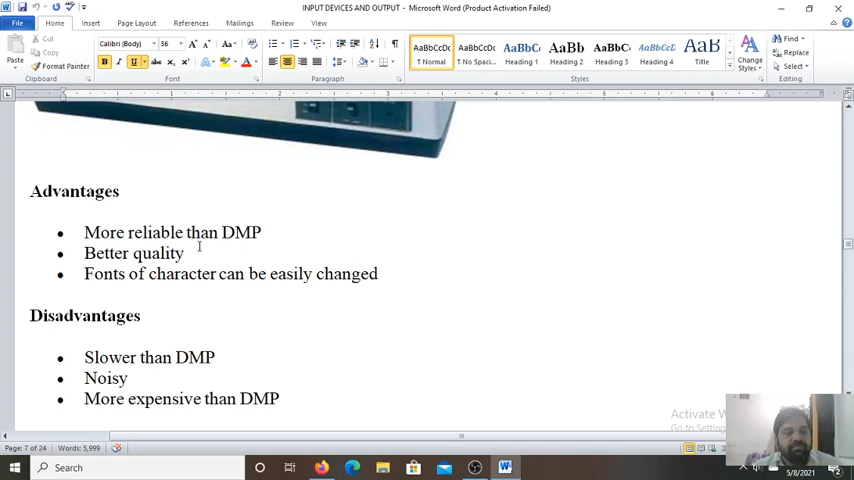 INPUT DEVICES AND OUTPUT - Microsoft Word (Product Activation Failed)
File Home Insert Page Layout References Mailings Review View
Paste Cut Copy Format Painter
Calibri (Body) 36
AaBbCcDc AaBbCcDc AaBbC AaBb AaBbC AaBbCcD AaB
¶ Normal ¶ No Spaci... Heading 1 Heading 2 Heading 3 Heading 4 Title
Change Styles
Find Replace Select
Clipboard Font Paragraph Styles Editing
Advantages
More reliable than DMP
Better quality
Fonts of character can be easily changed
Disadvantages
Slower than DMP
Noisy
More expensive than DMP
Activate
Go to
Page: 7 of 24 Words: 5,999
Search
5/8/2021